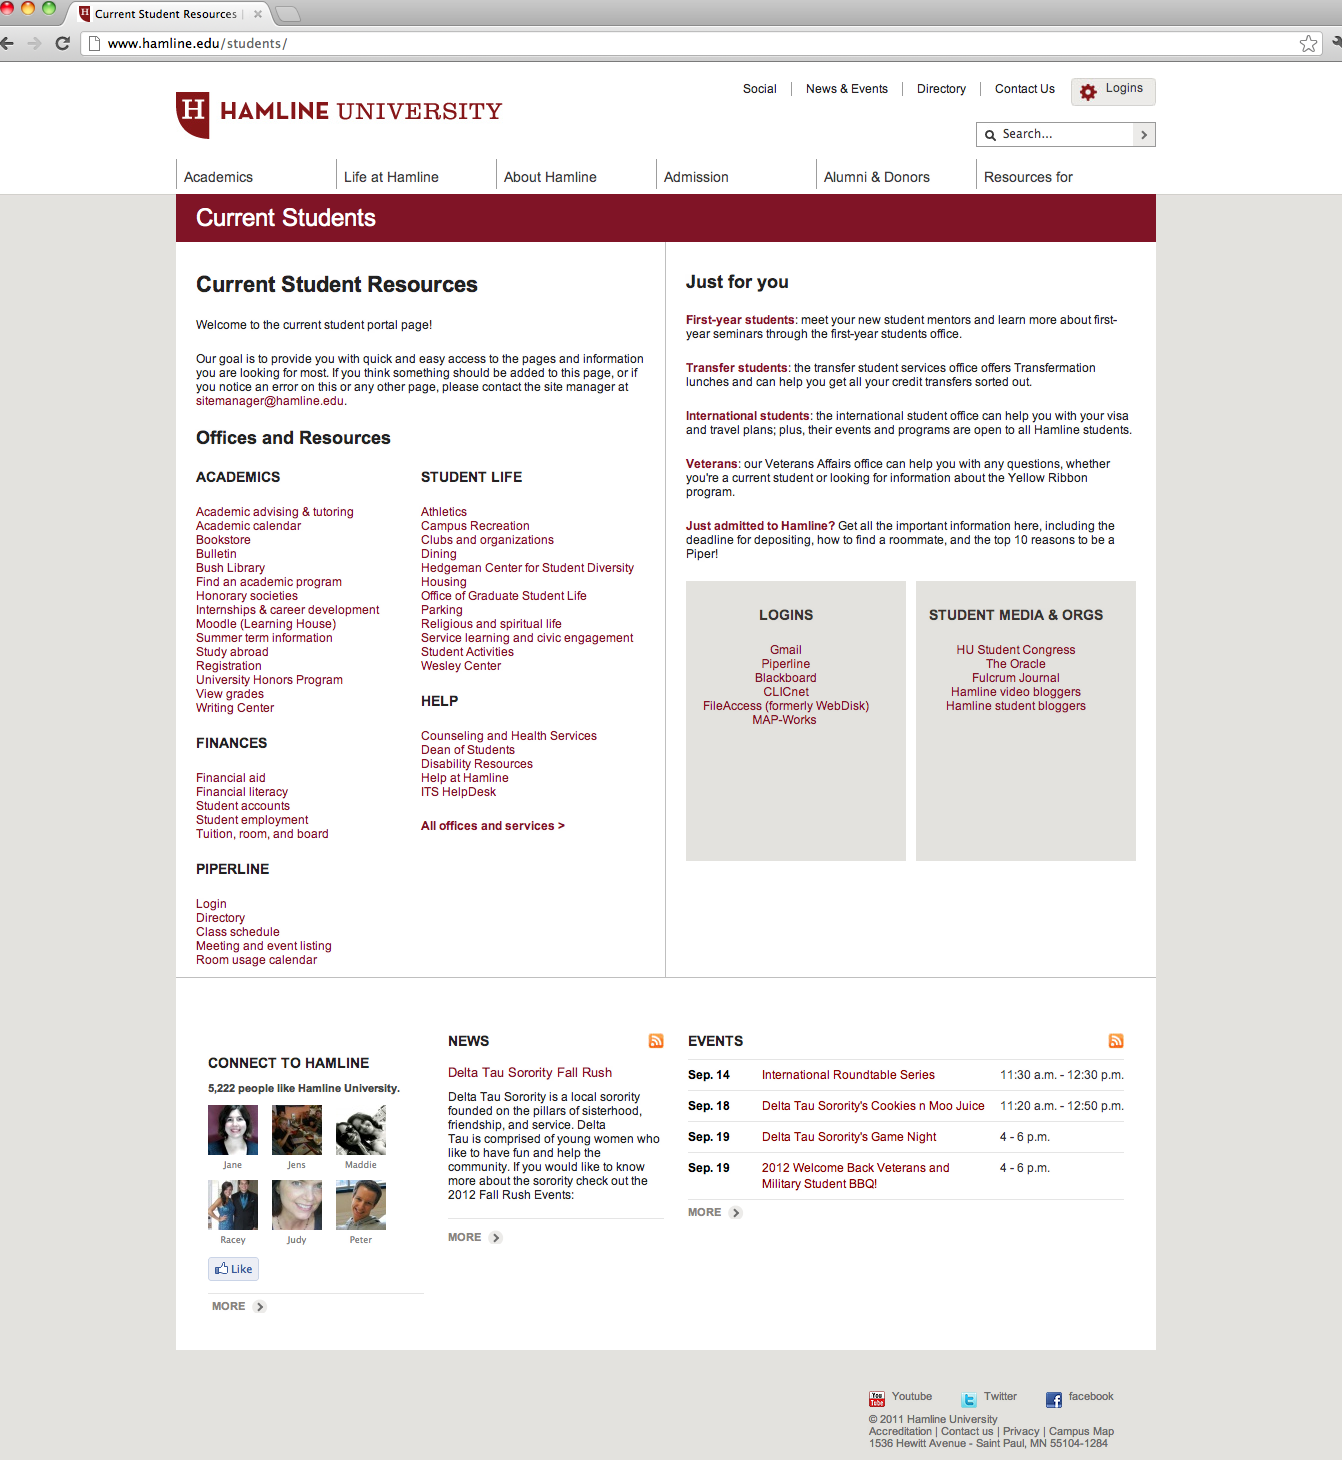 Current Student Resources |
www.hamline.edu/students/
Social
News & Events
Directory
Contact Us
Logins
H HAMLINE UNIVERSITY
Search...
Academics
Life at Hamline
About Hamline
Admission
Alumni & Donors
Resources for
Current Students
Current Student Resources
Welcome to the current student portal page!
Our goal is to provide you with quick and easy access to the pages and information
you are looking for most. If you think something should be added to this page, or if
you notice an error on this or any other page, please contact the site manager at
sitemanager@hamline.edu.
Offices and Resources
ACADEMICS
Academic advising & tutoring
Academic calendar
Bookstore
Bulletin
Bush Library
Find an academic program
Honorary societies
Internships & career development
Moodle (Learning House)
Summer term information
Study abroad
Registration
University Honors Program
View grades
Writing Center
FINANCES
Financial aid
Financial literacy
Student accounts
Student employment
Tuition, room, and board
PIPERLINE
Login
Directory
Class schedule
Meeting and event listing
Room usage calendar
STUDENT LIFE
Athletics
Campus Recreation
Clubs and organizations
Dining
Hedgeman Center for Student Diversity
Housing
Office of Graduate Student Life
Parking
Religious and spiritual life
Service learning and civic engagement
Student Activities
Wesley Center
HELP
Counseling and Health Services
Dean of Students
Disability Resources
Help at Hamline
ITS HelpDesk
All offices and services >
Just for you
First-year students: meet your new student mentors and learn more about first-
year seminars through the first-year students office.
Transfer students: the transfer student services office offers Transfermation
lunches and can help you get all your credit transfers sorted out.
International students: the international student office can help you with your visa
and travel plans; plus, their events and programs are open to all Hamline students.
Veterans: our Veterans Affairs office can help you with any questions, whether
you're a current student or looking for information about the Yellow Ribbon
program.
Just admitted to Hamline? Get all the important information here, including the
deadline for depositing, how to find a roommate, and the top 10 reasons to be a
Piper!
LOGINS
Gmail
Piperline
Blackboard
CLICnet
FileAccess (formerly WebDisk)
MAP-Works
STUDENT MEDIA & ORGS
HU Student Congress
The Oracle
Fulcrum Journal
Hamline video bloggers
Hamline student bloggers
CONNECT TO HAMLINE
5,222 people like Hamline University.
Jane
Jens
Maddie
Racey
Judy
Peter
Like
MORE
NEWS
Delta Tau Sorority Fall Rush
Delta Tau Sorority is a local sorority
founded on the pillars of sisterhood,
friendship, and service. Delta
Tau is comprised of young women who
like to have fun and help the
community. If you would like to know
more about the sorority check out the
2012 Fall Rush Events:
MORE
EVENTS
Sep. 14 International Roundtable Series 11:30 a.m. - 12:30 p.m.
Sep. 18 Delta Tau Sorority's Cookies n Moo Juice 11:20 a.m. - 12:50 p.m.
Sep. 19 Delta Tau Sorority's Game Night 4 - 6 p.m.
Sep. 19 2012 Welcome Back Veterans and 4 - 6 p.m.
Military Student BBQ!
MORE
You Tube Youtube
t Twitter
f facebook
© 2011 Hamline University
Accreditation | Contact us | Privacy | Campus Map
1536 Hewitt Avenue - Saint Paul, MN 55104-1284